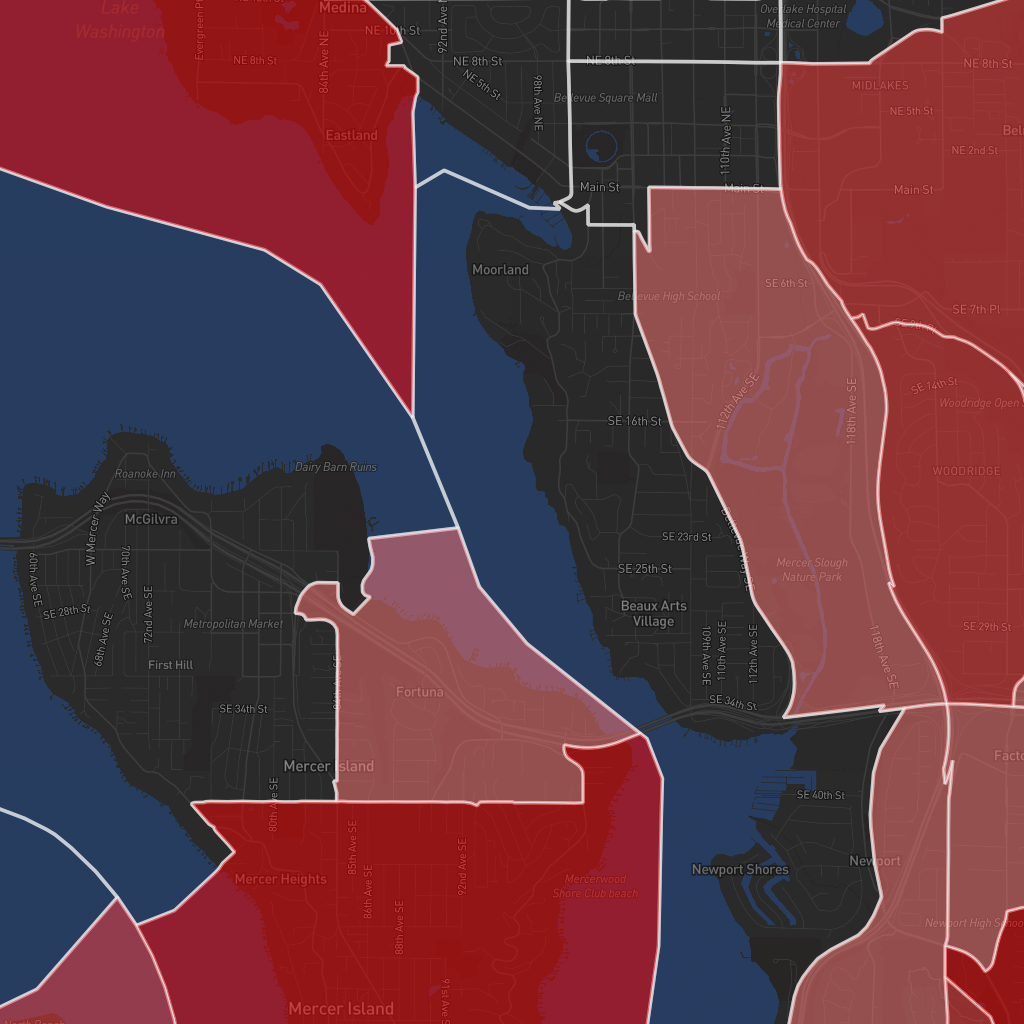 Lake
Washington
Medina
NE 10th St
Evergreen P
84th Ave NE
NE 8th St
92nd Ave N
NE 8th St
NE 5th St
98th Ave NE
Overlake Hospital
Medical Center
NE 8th St
Bellevue Square Mall
110th Ave NE
MIDLAKES
NE 8th St
NE 5th St
Bel
NE 2nd St
Eastland
Main St
Main St
Main St
Moorland
Bellevue High School
SE 6th St
SE 7th Pl
SE 14th St
Woodridge Open
112th Ave SE
118th Ave SE
SE 16th St
WOODRIDGE
Dairy Barn Ruins
Roanoke Inn
W Mercer Way
McGilvra
Bellevue Way SE
SE 23rd St
60th Ave SE
70th Ave SE
SE 25th St
Mercer Slough
Nature Park
72nd Ave SE
SE 28th St
Metropolitan Market
68th Ave SE
Beaux Arts
Village
109th Ave SE
110th Ave SE
112th Ave SE
118th Ave SE
SE 29th St
First Hill
84th Ave SE
Fortuna
SE 34th St
SE 34th St
Mercer Island
80th Ave SE
SE 40th St
Facto
85th Ave SE
86th Ave SE
92nd Ave SE
Mercer Heights
Mercerwood
Shore Club beach
Newport Shores
Newport
88th Ave SE
Newport High Schoo
91st Ave S
Mercer Island